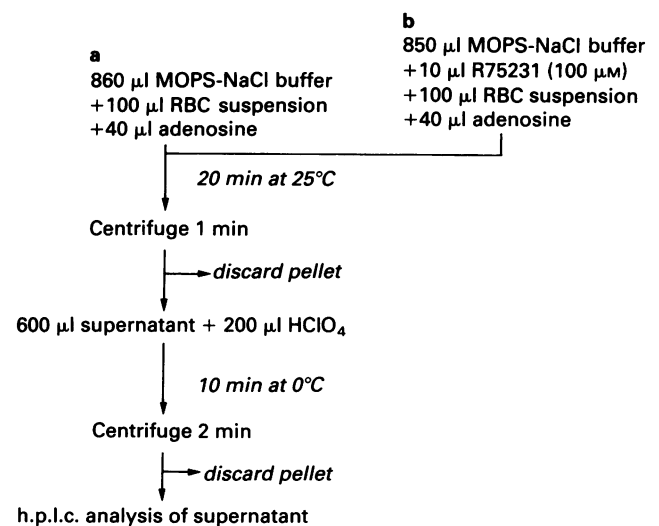 a
860 µl MOPS-NaCl buffer
+100 µl RBC suspension
+40 µl adenosine
b
850 µl MOPS-NaCl buffer
+10 µl R75231 (100 µM)
+100 µl RBC suspension
+40 µl adenosine
20 min at 25°C
Centrifuge 1 min
discard pellet
600 µl supernatant + 200 µl HClO₄
10 min at 0°C
Centrifuge 2 min
discard pellet
h.p.l.c. analysis of supernatant